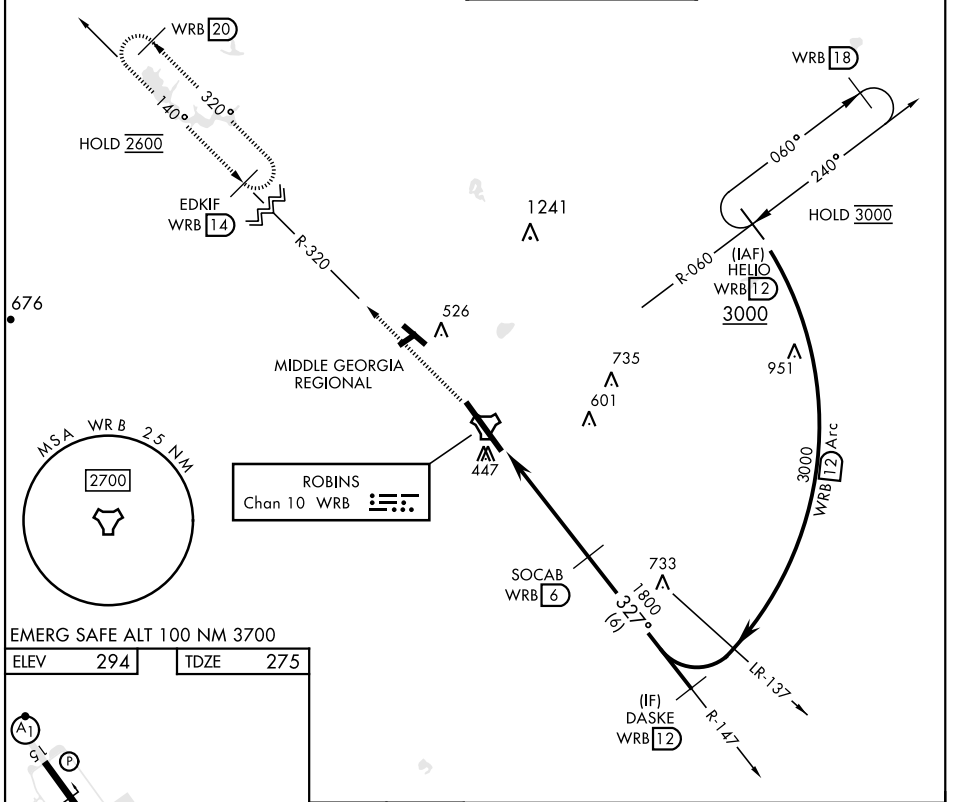 WRB 20
WRB 18
320°
140°
HOLD 2600
060°
240°
HOLD 3000
EDKIF
WRB 14
R-320
1241
R-060
(IAF)
HELIO
WRB 12
3000
676
526
MIDDLE GEORGIA
REGIONAL
735
951
601
3000
WRB 12 Arc
447
MSA WRB 25 NM
2700
ROBINS
Chan 10 WRB
SOCAB
WRB 6
733
1800
327°
(6)
LR-137
(IF)
DASKE
WRB 12
R-147
EMERG SAFE ALT 100 NM 3700
ELEV 294
TDZE 275
A1
15
P